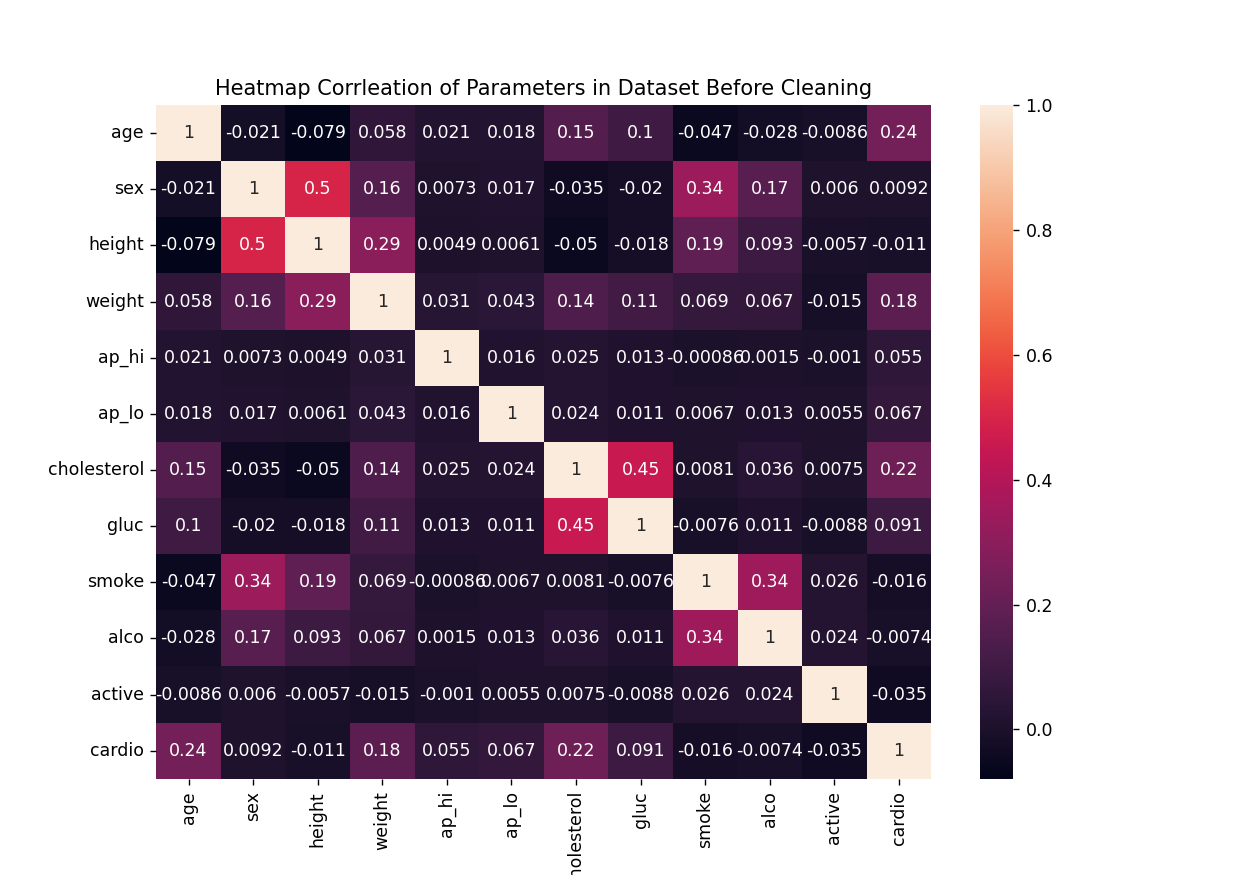 Heatmap Corrleation of Parameters in Dataset Before Cleaning
age 1 -0.021 -0.079 0.058 0.021 0.018 0.15 0.1 -0.047 -0.028 -0.0086 0.24
sex -0.021 1 0.5 0.16 0.0073 0.017 -0.035 -0.02 0.34 0.17 0.006 0.0092
height -0.079 0.5 1 0.29 0.0049 0.0061 -0.05 -0.018 0.19 0.093 -0.0057 -0.011
weight 0.058 0.16 0.29 1 0.031 0.043 0.14 0.11 0.069 0.067 -0.015 0.18
ap_hi 0.021 0.0073 0.0049 0.031 1 0.016 0.025 0.013 -0.00086 0.0015 -0.001 0.055
ap_lo 0.018 0.017 0.0061 0.043 0.016 1 0.024 0.011 0.0067 0.013 0.0055 0.067
cholesterol 0.15 -0.035 -0.05 0.14 0.025 0.024 1 0.45 0.0081 0.036 0.0075 0.22
gluc 0.1 -0.02 -0.018 0.11 0.013 0.011 0.45 1 -0.0076 0.011 -0.0088 0.091
smoke -0.047 0.34 0.19 0.069 -0.00086 0.0067 0.0081 -0.0076 1 0.34 0.026 -0.016
alco -0.028 0.17 0.093 0.067 0.0015 0.013 0.036 0.011 0.34 1 0.024 -0.0074
active -0.0086 0.006 -0.0057 -0.015 -0.001 0.0055 0.0075 -0.0088 0.026 0.024 1 -0.035
cardio 0.24 0.0092 -0.011 0.18 0.055 0.067 0.22 0.091 -0.016 -0.0074 -0.035 1
age sex height weight ap_hi ap_lo holesterol gluc smoke alco active cardio
1.0
0.8
0.6
0.4
0.2
0.0